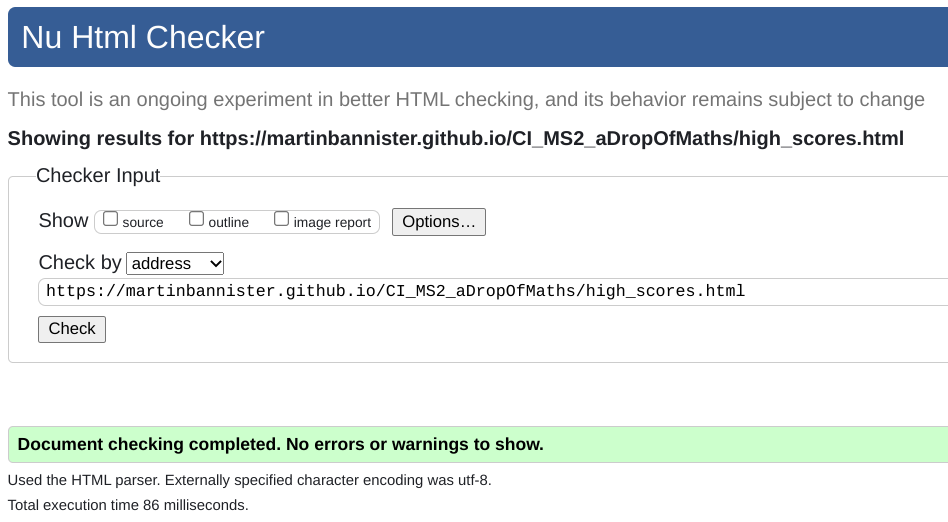 Nu Html Checker
This tool is an ongoing experiment in better HTML checking, and its behavior remains subject to change
Showing results for https://martinbannister.github.io/CI_MS2_aDropOfMaths/high_scores.html
Checker Input
Show source outline image report Options…
Check by address
https://martinbannister.github.io/CI_MS2_aDropOfMaths/high_scores.html
Check
Document checking completed. No errors or warnings to show.
Used the HTML parser. Externally specified character encoding was utf-8.
Total execution time 86 milliseconds.